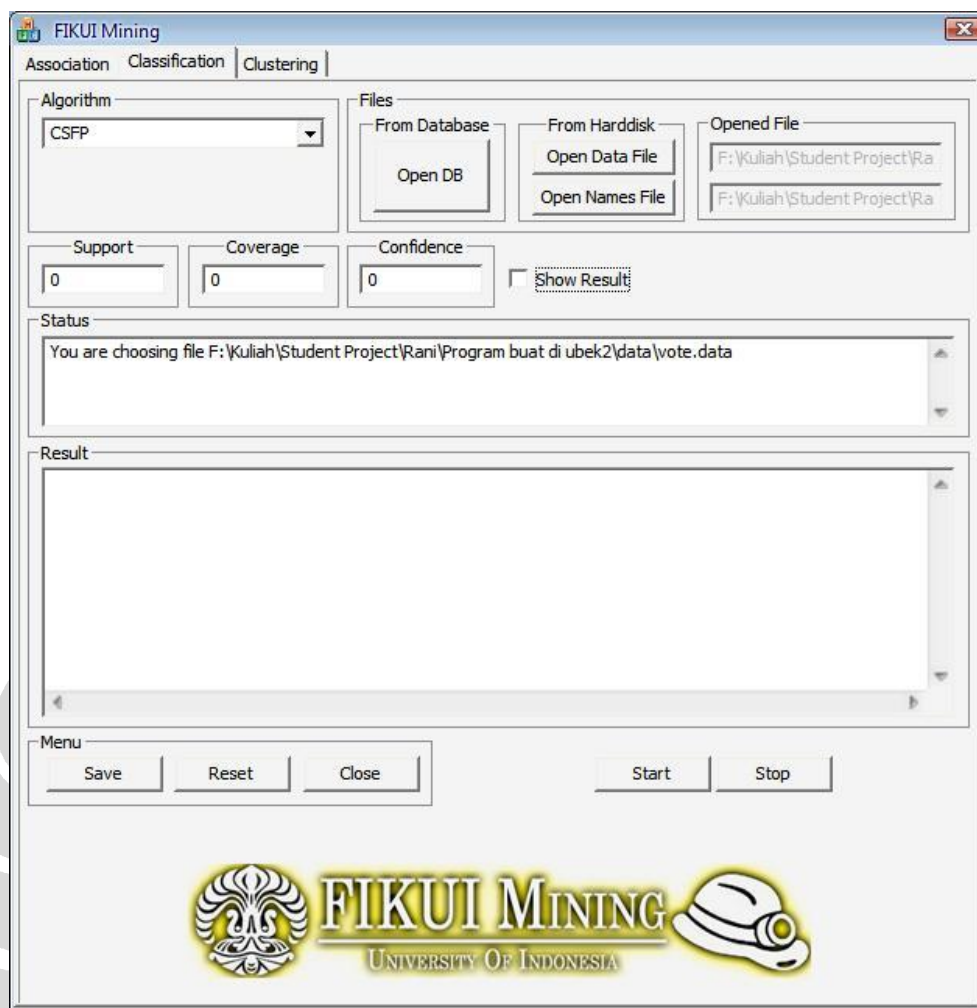 FIKUI Mining
Association Classification Clustering
Algorithm
CSFP
Files
From Database
Open DB
From Harddisk
Open Data File
Open Names File
Opened File
F:\Kuliah\Student Project\Ra
F:\Kuliah\Student Project\Ra
Support
0
Coverage
0
Confidence
0
Show Result
Status
You are choosing file F:\Kuliah\Student Project\Rani\Program buat di ubek2\data\vote.data
Result
Menu
Save Reset Close
Start Stop
FIKUI MINING
UNIVERSITY OF INDONESIA